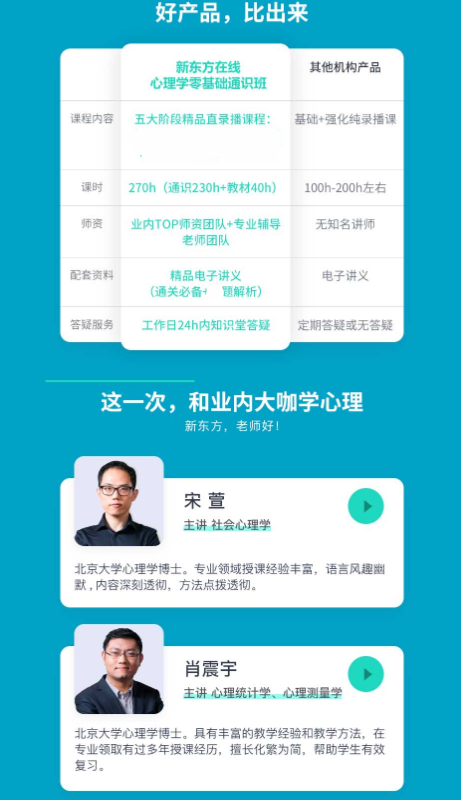 好产品，比出来
新东方在线
心理学零基础通识班
其他机构产品
课程内容
五大阶段精品直录播课程：
基础+强化纯录播课
课时
270h（通识230h+教材40h）
100h-200h左右
师资
业内TOP师资团队+专业辅导
老师团队
无知名讲师
配套资料
精品电子讲义
（通关必备+ 题解析）
电子讲义
答疑服务
工作日24h内知识堂答疑
定期答疑或无答疑
这一次，和业内大咖学心理
新东方，老师好！
宋 萱
主讲 社会心理学
北京大学心理学博士。专业领域授课经验丰富，语言风趣幽
默，内容深刻透彻，方法点拨透彻。
肖震宇
主讲 心理统计学、心理测量学
北京大学心理学博士。具有丰富的教学经验和教学方法，在
专业领取有过多年授课经历，擅长化繁为简，帮助学生有效
复习。